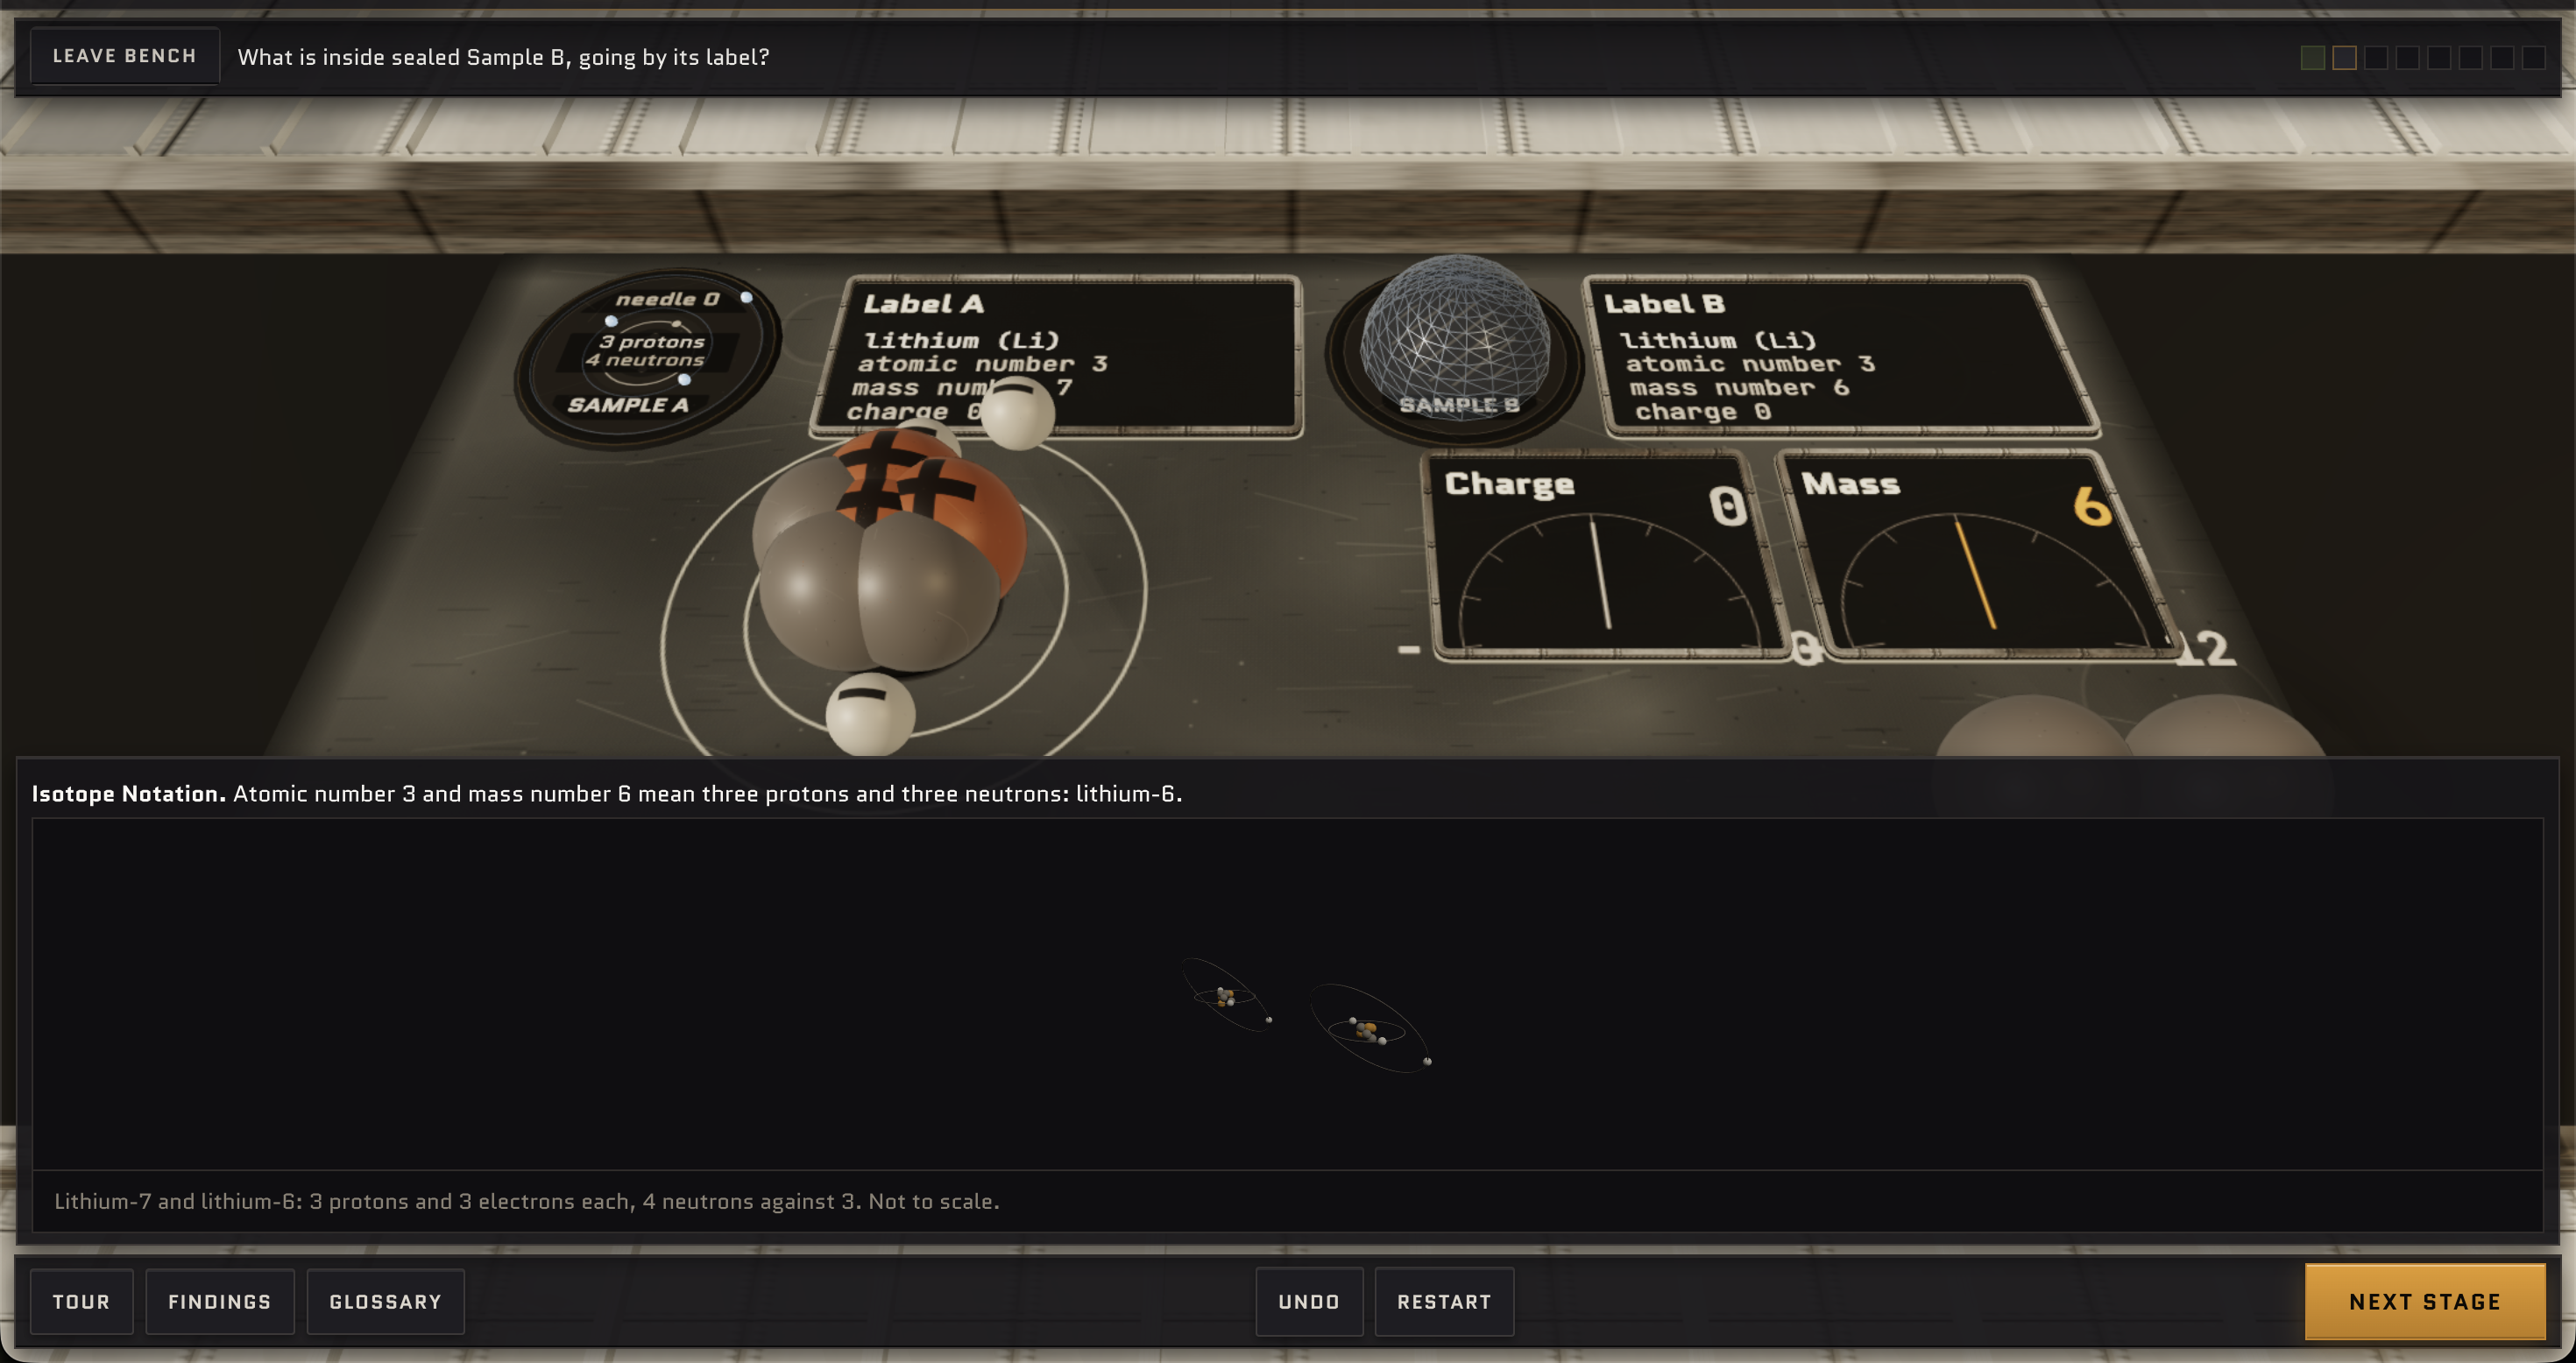 LEAVE BENCH
What is inside sealed Sample B, going by its label?
needle 0
3 protons
4 neutrons
SAMPLE A
Label A
lithium (Li)
atomic number 3
mass num 7
charge 0
SAMPLE B
Label B
lithium (Li)
atomic number 3
mass number 6
charge 0
Charge
0
-
Mass
6
0
12
Isotope Notation. Atomic number 3 and mass number 6 mean three protons and three neutrons: lithium-6.
Lithium-7 and lithium-6: 3 protons and 3 electrons each, 4 neutrons against 3. Not to scale.
TOUR
FINDINGS
GLOSSARY
UNDO
RESTART
NEXT STAGE